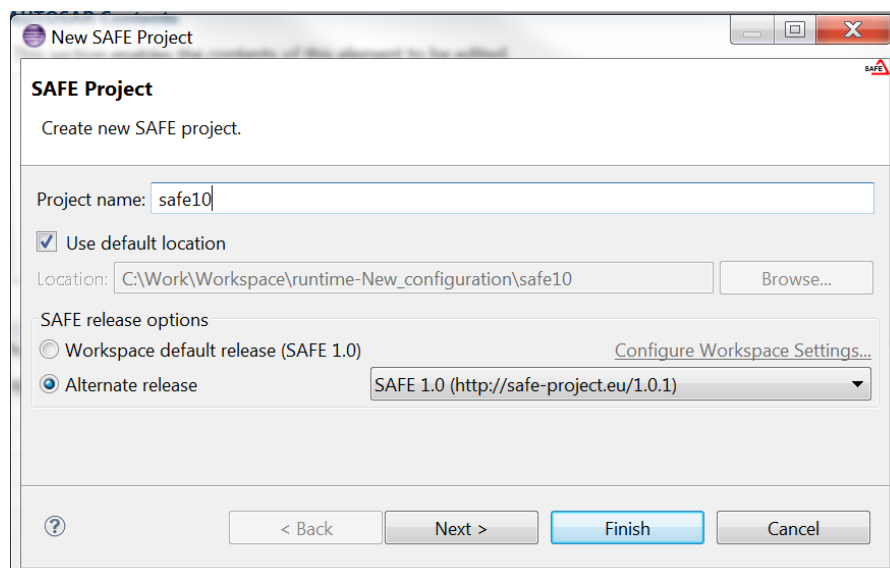 New SAFE Project
SAFE
SAFE Project
Create new SAFE project.
Project name: safe10
Use default location
Location: C:\Work\Workspace\runtime-New_configuration\safe10 Browse...
SAFE release options
Workspace default release (SAFE 1.0) Configure Workspace Settings...
Alternate release SAFE 1.0 (http://safe-project.eu/1.0.1)
? < Back Next > Finish Cancel